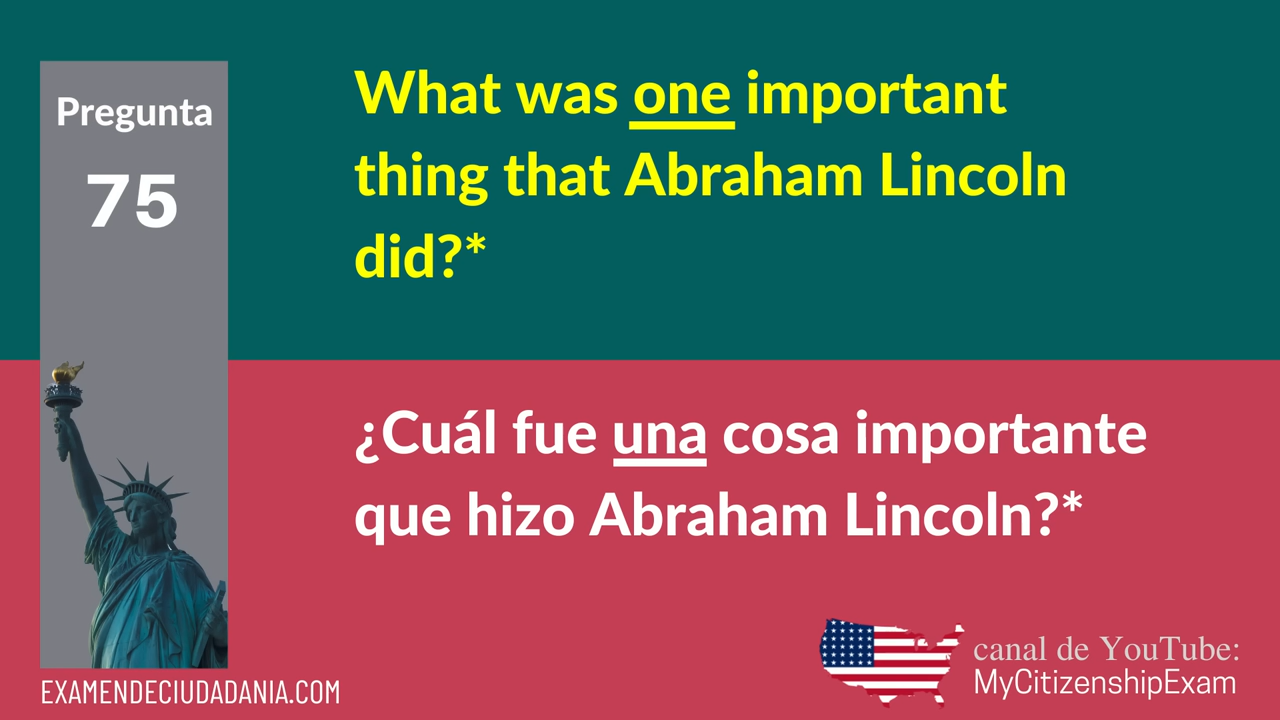 Pregunta
75
What was one important
thing that Abraham Lincoln
did?*
¿Cuál fue una cosa importante
que hizo Abraham Lincoln?*
EXAMENDECIUDADANIA.COM
canal de YouTube:
MyCitizenshipExam